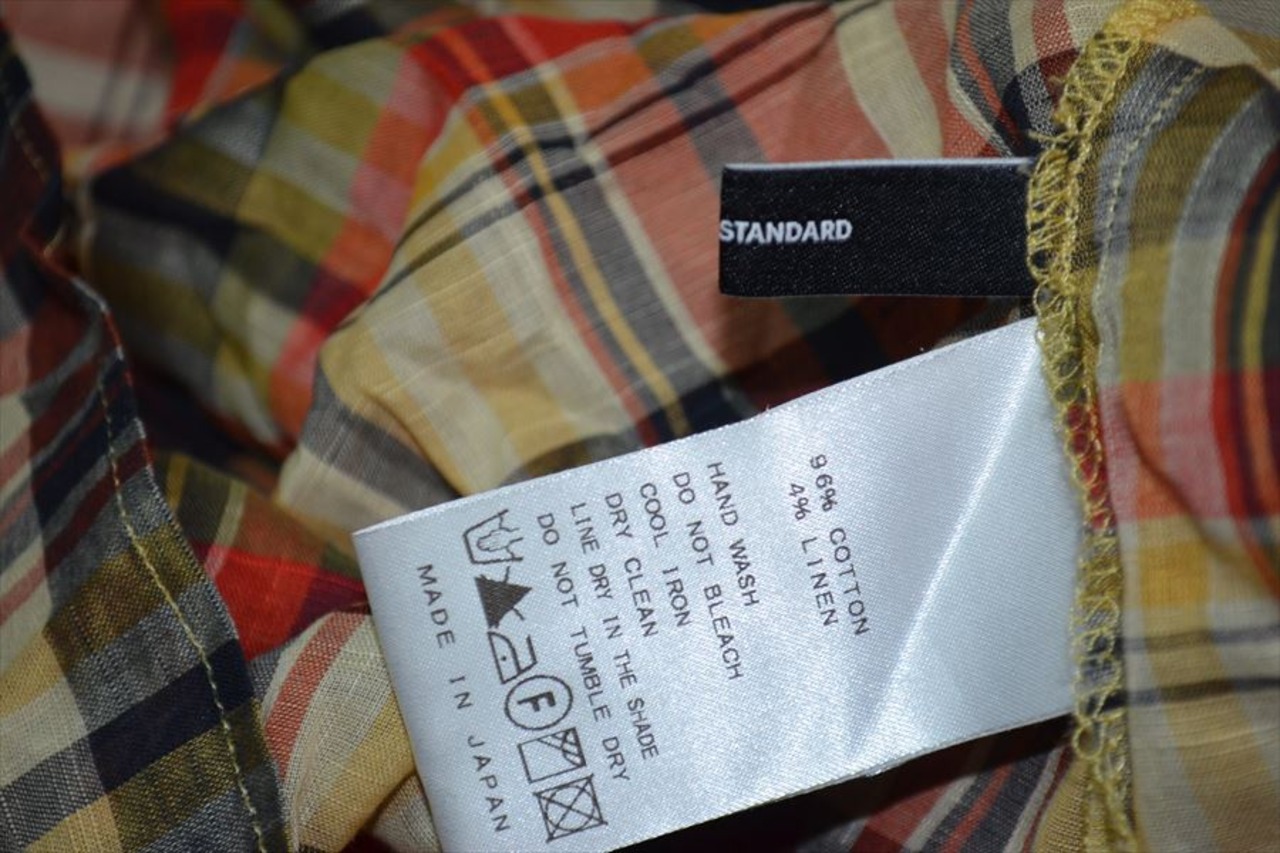 STANDARD
96% COTTON
4% LINEN
HAND WASH
DO NOT BLEACH
COOL IRON
DRY CLEAN
LINE DRY IN THE SHADE
DO NOT TUMBLE DRY
F
MADE IN JAPAN